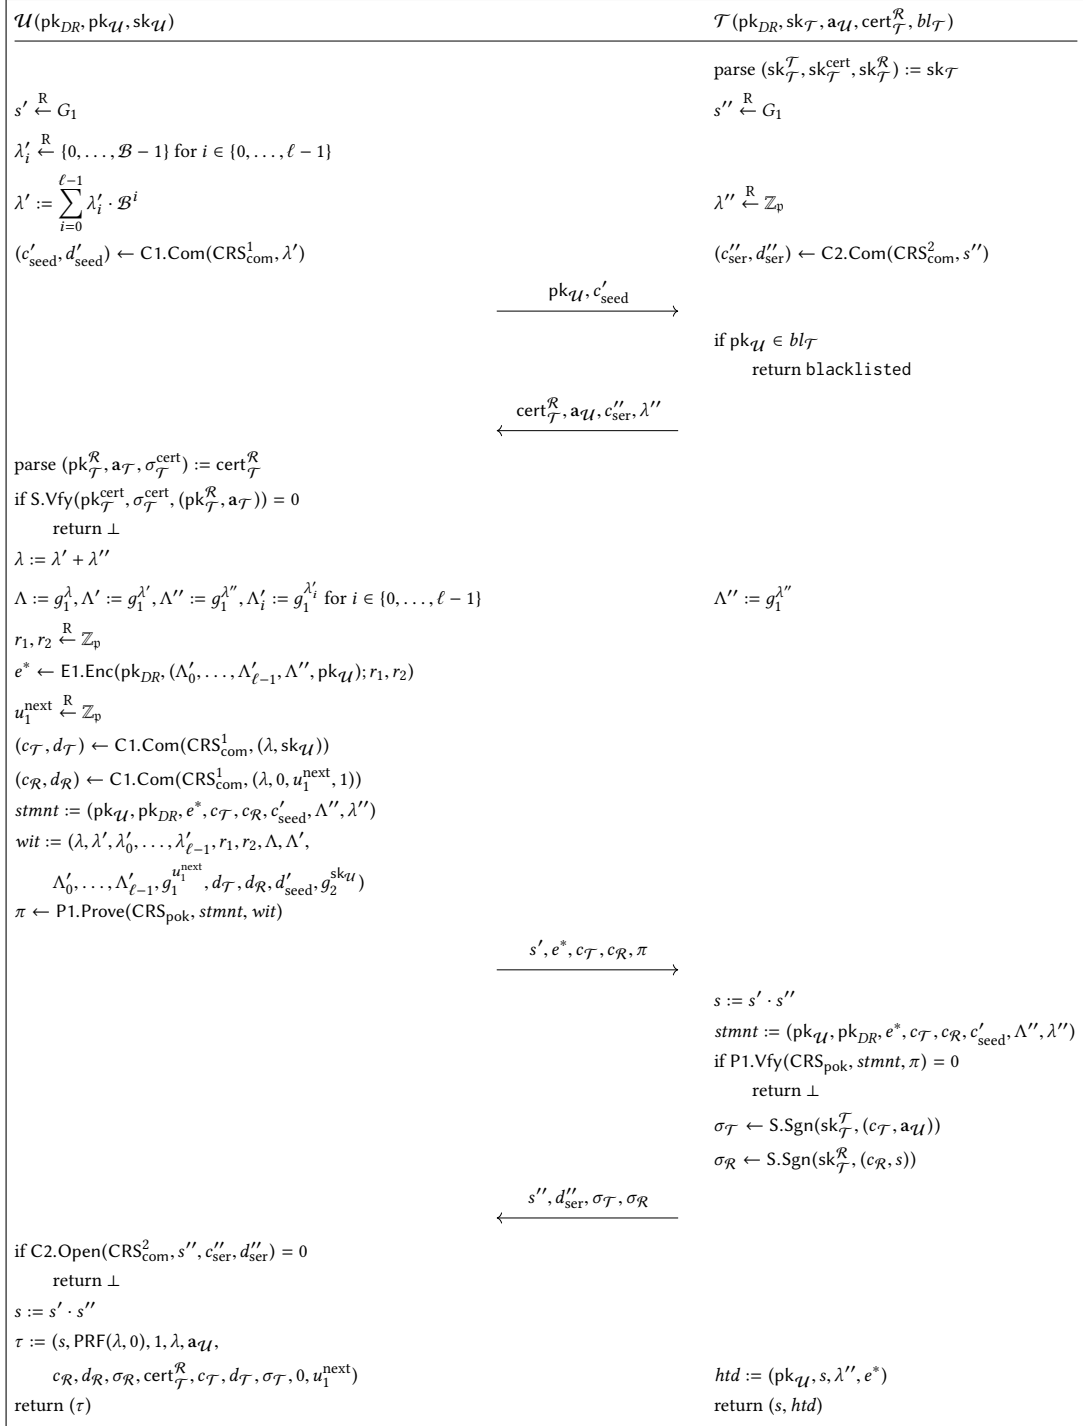 𝒰(pk_DR, pk_𝒰, sk_𝒰) 𝒯(pk_DR, sk_𝒯, a_𝒰, cert_𝒯^ℛ, bl_𝒯)
parse (sk_𝒯^𝒯, sk_𝒯^cert, sk_𝒯^ℛ) := sk_𝒯
s′ ←^R G_1 s″ ←^R G_1
λ′_i ←^R {0, …, ℬ − 1} for i ∈ {0, …, ℓ − 1}
λ′ := ∑_{i=0}^{ℓ−1} λ′_i · ℬ^i λ″ ←^R ℤ_𝔭
(c′_seed, d′_seed) ← C1.Com(CRS^1_com, λ′) (c″_ser, d″_ser) ← C2.Com(CRS^2_com, s″)
pk_𝒰, c′_seed
if pk_𝒰 ∈ bl_𝒯
return blacklisted
cert_𝒯^ℛ, a_𝒰, c″_ser, λ″
parse (pk_𝒯^ℛ, a_𝒯, σ_𝒯^cert) := cert_𝒯^ℛ
if S.Vfy(pk_𝒯^cert, σ_𝒯^cert, (pk_𝒯^ℛ, a_𝒯)) = 0
return ⊥
λ := λ′ + λ″
Λ := g_1^λ, Λ′ := g_1^{λ′}, Λ″ := g_1^{λ″}, Λ′_i := g_1^{λ′_i} for i ∈ {0, …, ℓ − 1} Λ″ := g_1^{λ″}
r_1, r_2 ←^R ℤ_𝔭
e* ← E1.Enc(pk_DR, (Λ′_0, …, Λ′_{ℓ−1}, Λ″, pk_𝒰); r_1, r_2)
u_1^next ←^R ℤ_𝔭
(c_𝒯, d_𝒯) ← C1.Com(CRS^1_com, (λ, sk_𝒰))
(c_ℛ, d_ℛ) ← C1.Com(CRS^1_com, (λ, 0, u_1^next, 1))
stmnt := (pk_𝒰, pk_DR, e*, c_𝒯, c_ℛ, c′_seed, Λ″, λ″)
wit := (λ, λ′, λ′_0, …, λ′_{ℓ−1}, r_1, r_2, Λ, Λ′,
Λ′_0, …, Λ′_{ℓ−1}, g_1^{u_1^next}, d_𝒯, d_ℛ, d′_seed, g_2^{sk_𝒰})
π ← P1.Prove(CRS_pok, stmnt, wit)
s′, e*, c_𝒯, c_ℛ, π
s := s′ · s″
stmnt := (pk_𝒰, pk_DR, e*, c_𝒯, c_ℛ, c′_seed, Λ″, λ″)
if P1.Vfy(CRS_pok, stmnt, π) = 0
return ⊥
σ_𝒯 ← S.Sgn(sk_𝒯^𝒯, (c_𝒯, a_𝒰))
σ_ℛ ← S.Sgn(sk_𝒯^ℛ, (c_ℛ, s))
s″, d″_ser, σ_𝒯, σ_ℛ
if C2.Open(CRS^2_com, s″, c″_ser, d″_ser) = 0
return ⊥
s := s′ · s″
τ := (s, PRF(λ, 0), 1, λ, a_𝒰,
c_ℛ, d_ℛ, σ_ℛ, cert_𝒯^ℛ, c_𝒯, d_𝒯, σ_𝒯, 0, u_1^next) htd := (pk_𝒰, s, λ″, e*)
return (τ) return (s, htd)